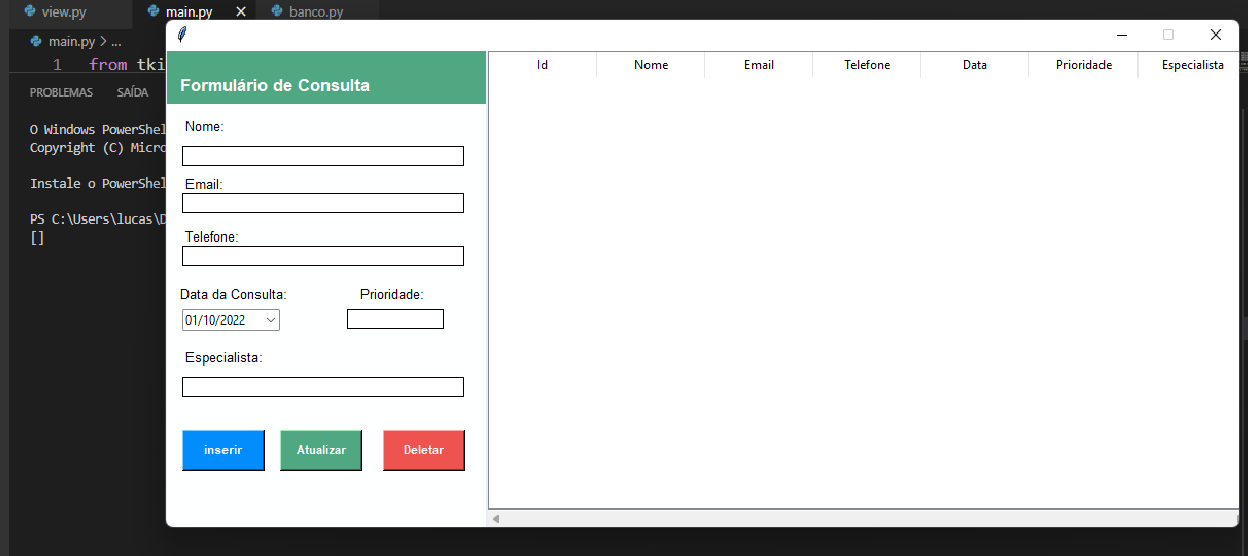 view.py main.py X banco.py
main.py > ...
1 from tki
PROBLEMAS SAÍDA
O Windows PowerShel
Copyright (C) Micro
Instale o PowerShel
PS C:\Users\lucas\D
[]
Formulário de Consulta
Nome:
Email:
Telefone:
Data da Consulta: Prioridade:
01/10/2022
Especialista:
inserir Atualizar Deletar
Id Nome Email Telefone Data Prioridade Especialista